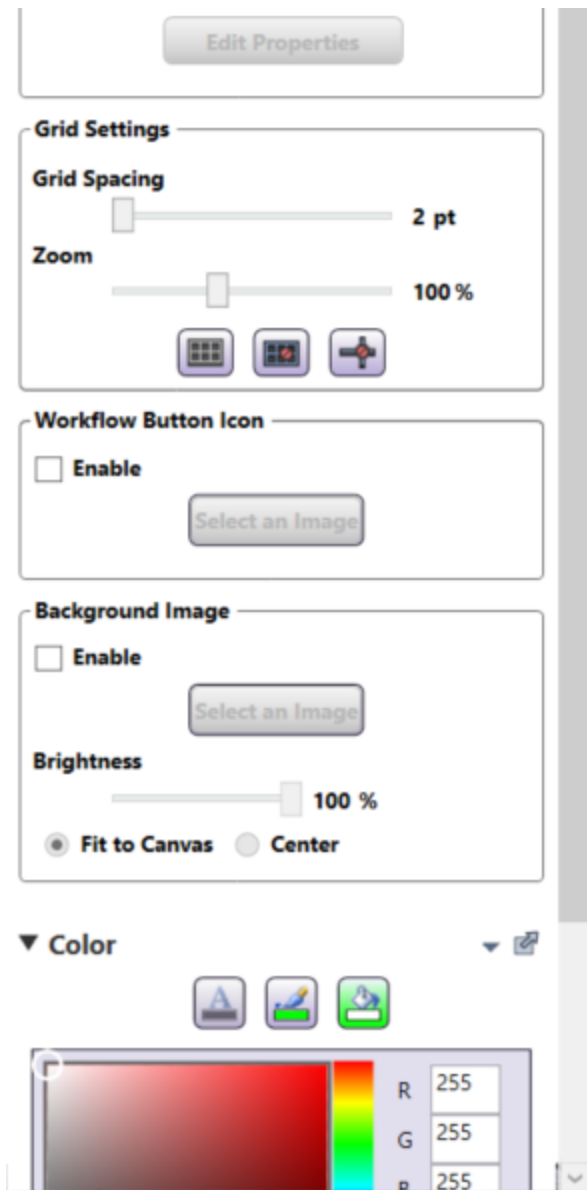 Edit Properties
Grid Settings
Grid Spacing
2 pt
Zoom
100 %
Workflow Button Icon
Enable
Select an Image
Background Image
Enable
Select an Image
Brightness
100 %
Fit to Canvas Center
Color
A
R 255
G 255
B 255